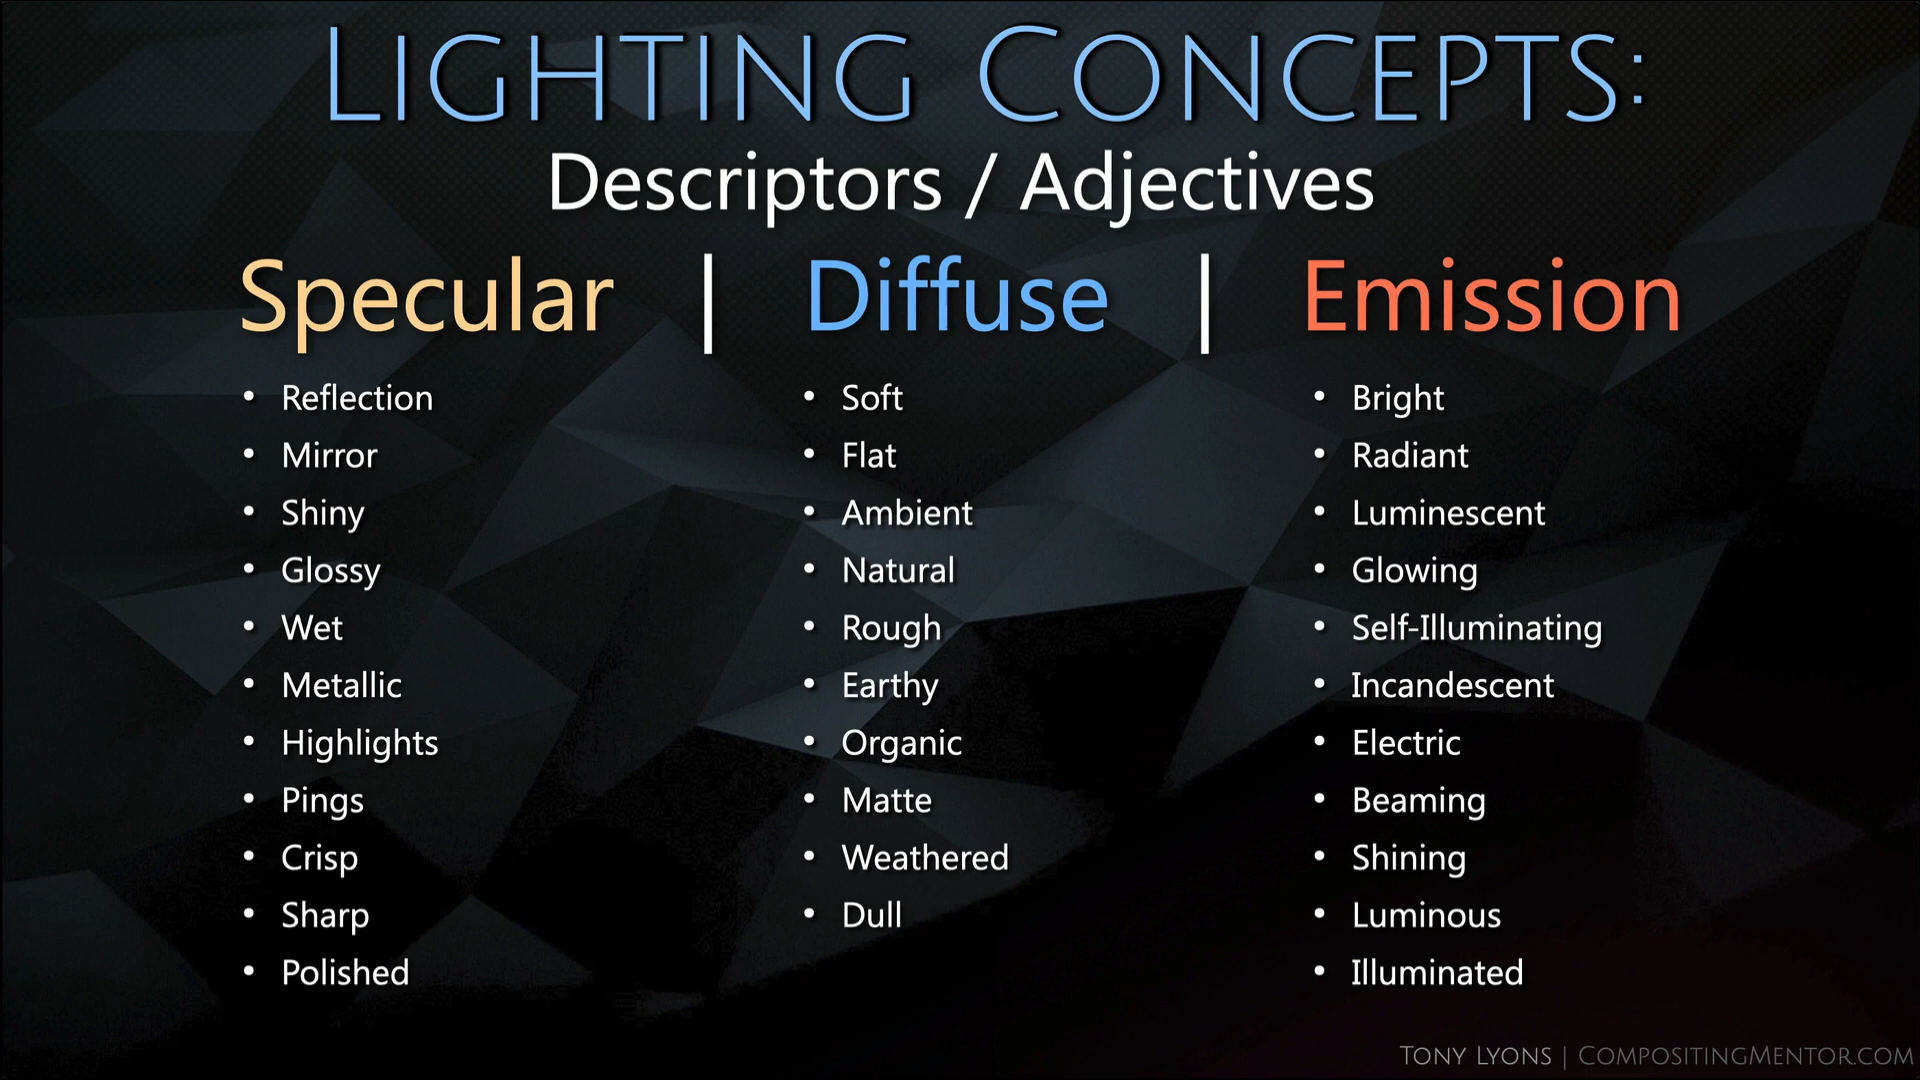 LIGHTING CONCEPTS:
Descriptors / Adjectives
Specular | Diffuse | Emission
• Reflection
• Mirror
• Shiny
• Glossy
• Wet
• Metallic
• Highlights
• Pings
• Crisp
• Sharp
• Polished
• Soft
• Flat
• Ambient
• Natural
• Rough
• Earthy
• Organic
• Matte
• Weathered
• Dull
• Bright
• Radiant
• Luminescent
• Glowing
• Self-Illuminating
• Incandescent
• Electric
• Beaming
• Shining
• Luminous
• Illuminated
TONY LYONS | COMPOSITINGMENTOR.COM